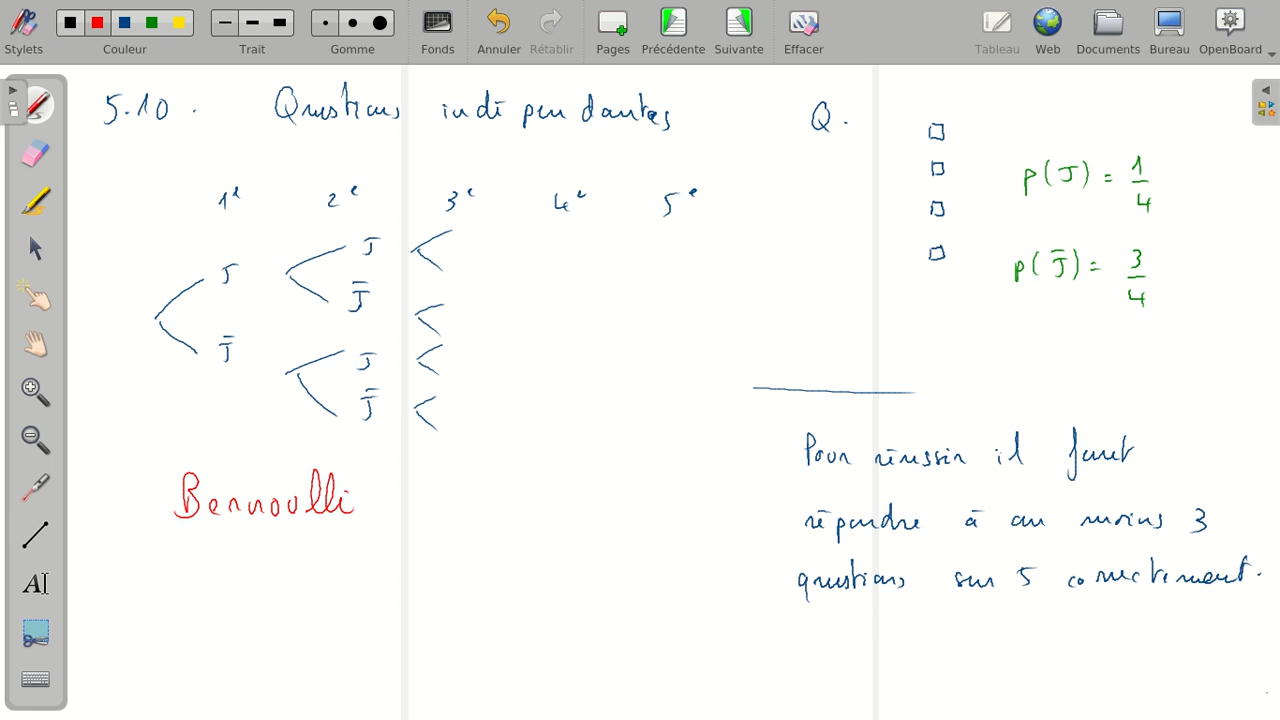 Stylets Couleur Trait Gomme Fonds Annuler Rétablir Pages Précédente Suivante Effacer Tableau Web Documents Bureau OpenBoard
5.10. Questions indépendantes Q.
1e 2e 3e 4e 5e
p(J) = 1/4
J J
J̄
p(J̄) = 3/4
J̄ J
J̄
Bernoulli
Pour réussir il faut
répondre à au moins 3
questions sur 5 correctement.
AI